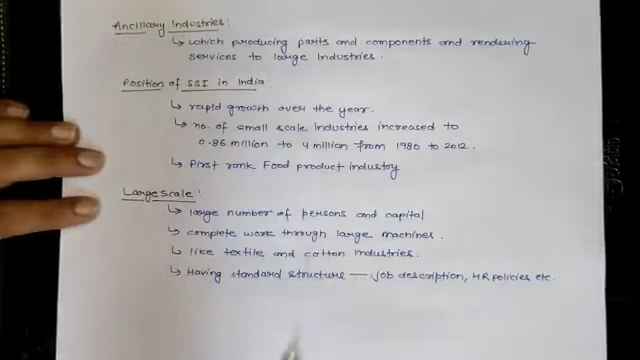 Ancillary Industries:
↳ which producing parts and components and rendering
services to large Industries.
Position of SSI in India:
↳ rapid growth over the year.
↳ no. of small scale Industries increased to
0.86 million to 4 million from 1980 to 2012.
↳ First rank Food product industry
Large scale:
↳ large number of persons and capital
↳ complete work through large machines.
↳ like textile and cotton industries.
↳ Having standard structure — Job description, HR policies etc.